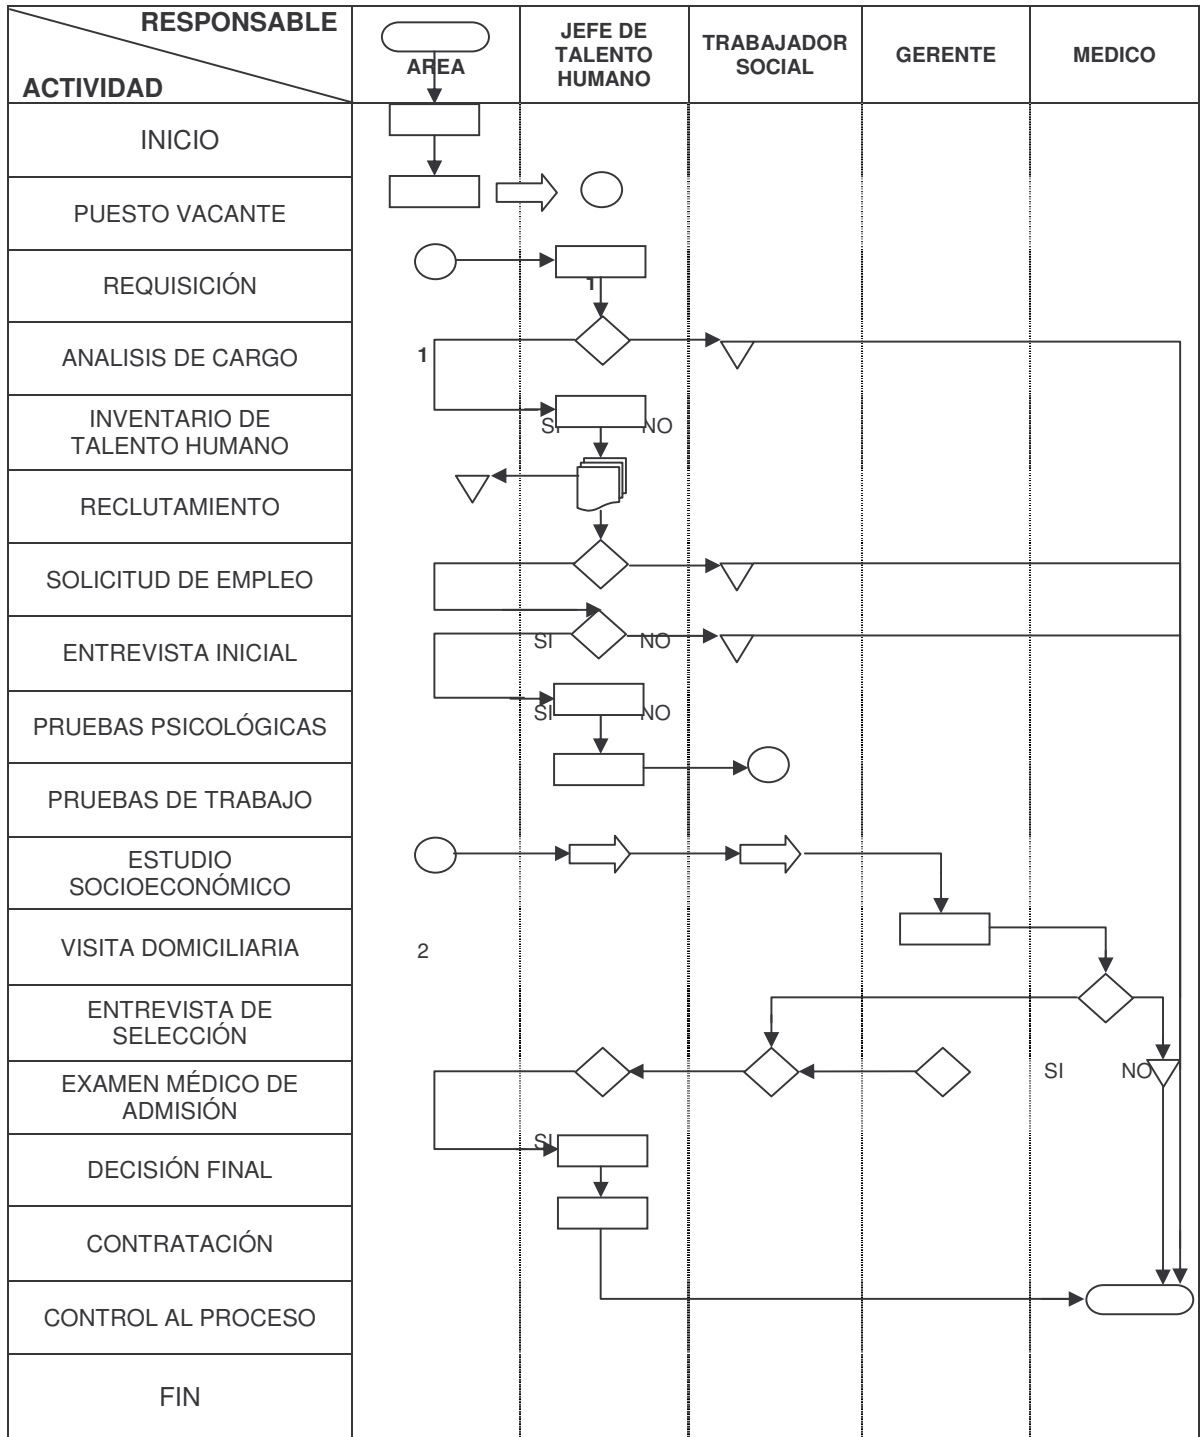 RESPONSABLE
ACTIVIDAD
AREA
JEFE DE
TALENTO
HUMANO
TRABAJADOR
SOCIAL
GERENTE
MEDICO
INICIO
PUESTO VACANTE
REQUISICIÓN
1
ANALISIS DE CARGO
1
INVENTARIO DE
TALENTO HUMANO
SI
NO
RECLUTAMIENTO
SOLICITUD DE EMPLEO
ENTREVISTA INICIAL
SI
NO
PRUEBAS PSICOLÓGICAS
SI
NO
PRUEBAS DE TRABAJO
ESTUDIO
SOCIOECONÓMICO
VISITA DOMICILIARIA
2
ENTREVISTA DE
SELECCIÓN
EXAMEN MÉDICO DE
ADMISIÓN
SI
NO
DECISIÓN FINAL
SI
CONTRATACIÓN
CONTROL AL PROCESO
FIN